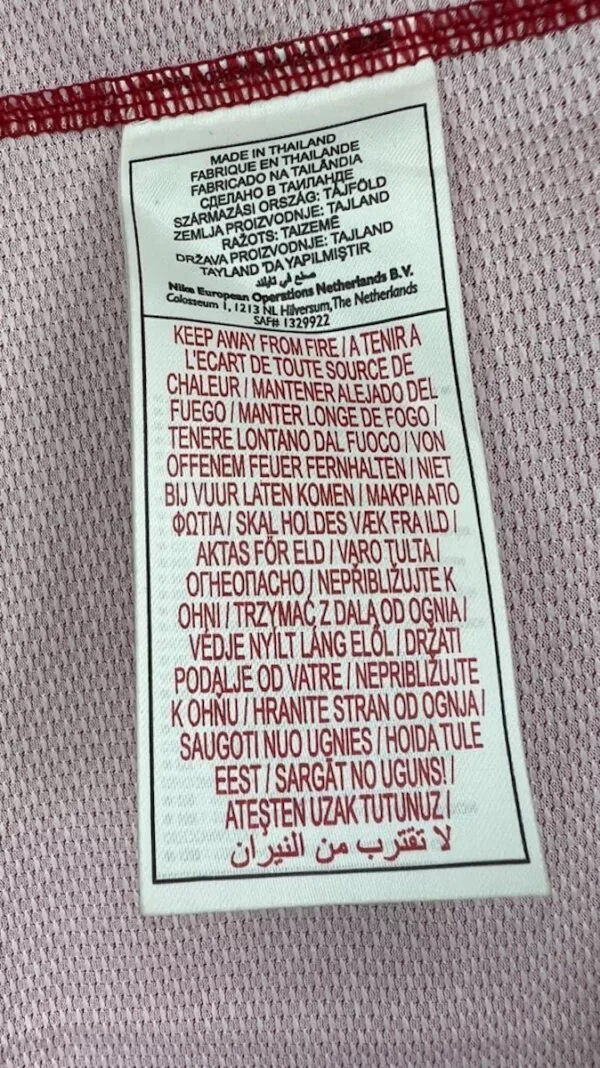 MADE IN THAILAND
FABRIQUE EN THAILANDE
FABRICADO NA TAILÂNDIA
СДЕЛАНО В ТАИЛАНДЕ
SZÁRMAZÁSI ORSZÁG: TÁJFÖLD
ZEMLJA PROIZVODNJE: TAJLAND
RAŽOTS: TAIZEMĒ
DRŽAVA PROIZVODNJE: TAJLAND
TAYLAND 'DA YAPILMIŞTIR
صنع في تايلاند
Nike European Operations Netherlands B.V.
Colosseum 1, 1213 NL Hilversum, The Netherlands
SAF# 1329922
KEEP AWAY FROM FIRE / A TENIR A
L'ECART DE TOUTE SOURCE DE
CHALEUR / MANTENER ALEJADO DEL
FUEGO / MANTER LONGE DE FOGO /
TENERE LONTANO DAL FUOCO / VON
OFFENEM FEUER FERNHALTEN / NIET
BIJ VUUR LATEN KOMEN / ΜΑΚΡΙΑ ΑΠΟ
ΦΩΤΙΑ / SKAL HOLDES VÆK FRA ILD /
AKTAS FÖR ELD / VARO TULTA /
ОГНЕОПАСНО / NEPŘIBLIŽUJTE K
OHNI / TRZYMAĆ Z DALA OD OGNIA /
VÉDJE NYÍLT LÁNG ELŐL / DRŽATI
PODALJE OD VATRE / NEPRIBLIŽUJTE
K OHŇU / HRANITE STRAN OD OGNJA /
SAUGOTI NUO UGNIES / HOIDA TULE
EEST / SARGĀT NO UGUNS! /
ATEŞTEN UZAK TUTUNUZ /
لا تقترب من النيران